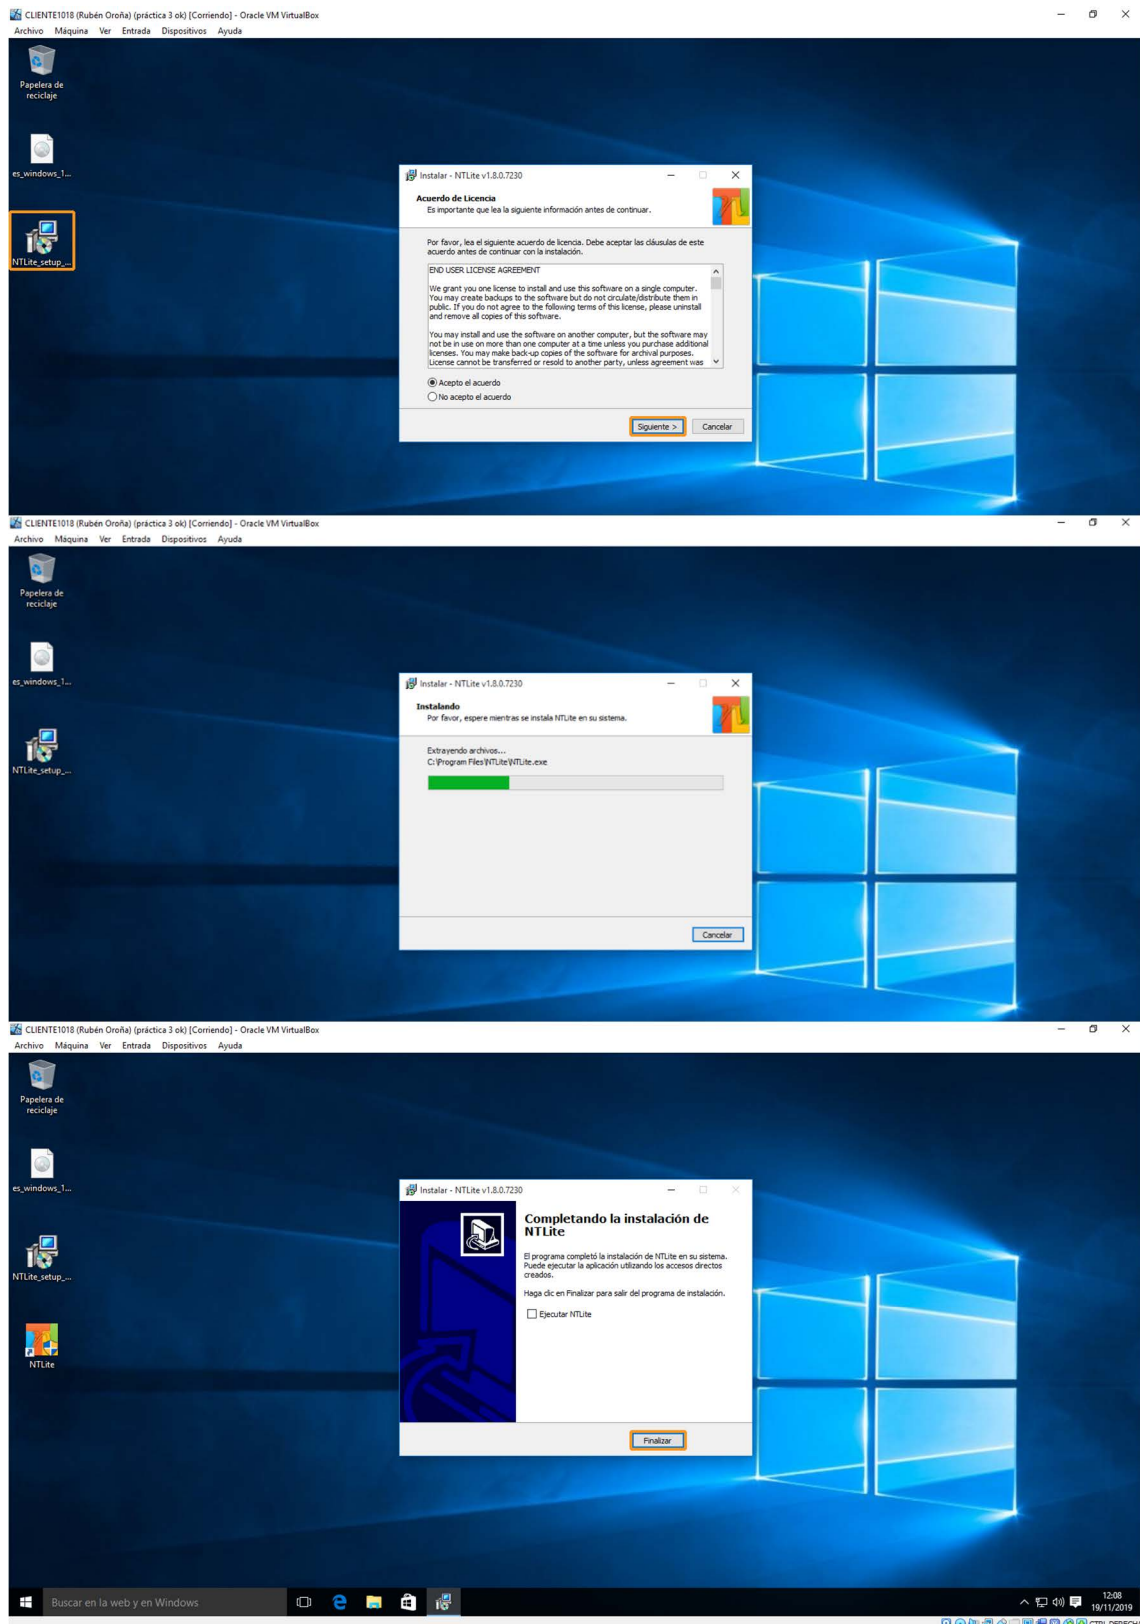 CLIENTE1018 (Rubén Oroña) (práctica 3 ok) [Corriendo] - Oracle VM VirtualBox
Archivo Máquina Ver Entrada Dispositivos Ayuda
Papelera de
reciclaje
es_windows_1...
NTLite_setup_...
Instalar - NTLite v1.8.0.7230
Acuerdo de Licencia
Es importante que lea la siguiente información antes de continuar.
Por favor, lea el siguiente acuerdo de licencia. Debe aceptar las cláusulas de este
acuerdo antes de continuar con la instalación.
END USER LICENSE AGREEMENT
We grant you one license to install and use this software on a single computer.
You may create backups to the software but do not circulate/distribute them in
public. If you do not agree to the following terms of this license, please uninstall
and remove all copies of this software.
You may install and use the software on another computer, but the software may
not be in use on more than one computer at a time unless you purchase additional
licenses. You may make back-up copies of the software for archival purposes.
License cannot be transferred or resold to another party, unless agreement was
Acepto el acuerdo
No acepto el acuerdo
Siguiente > Cancelar
CLIENTE1018 (Rubén Oroña) (práctica 3 ok) [Corriendo] - Oracle VM VirtualBox
Archivo Máquina Ver Entrada Dispositivos Ayuda
Papelera de
reciclaje
es_windows_1...
NTLite_setup_...
Instalar - NTLite v1.8.0.7230
Instalando
Por favor, espere mientras se instala NTLite en su sistema.
Extrayendo archivos...
C:\Program Files\NTLite\NTLite.exe
Cancelar
CLIENTE1018 (Rubén Oroña) (práctica 3 ok) [Corriendo] - Oracle VM VirtualBox
Archivo Máquina Ver Entrada Dispositivos Ayuda
Papelera de
reciclaje
es_windows_1...
NTLite_setup_...
NTLite
Instalar - NTLite v1.8.0.7230
Completando la instalación de
NTLite
El programa completó la instalación de NTLite en su sistema.
Puede ejecutar la aplicación utilizando los accesos directos
creados.
Haga clic en Finalizar para salir del programa de instalación.
Ejecutar NTLite
Finalizar
Buscar en la web y en Windows
12:08
19/11/2019